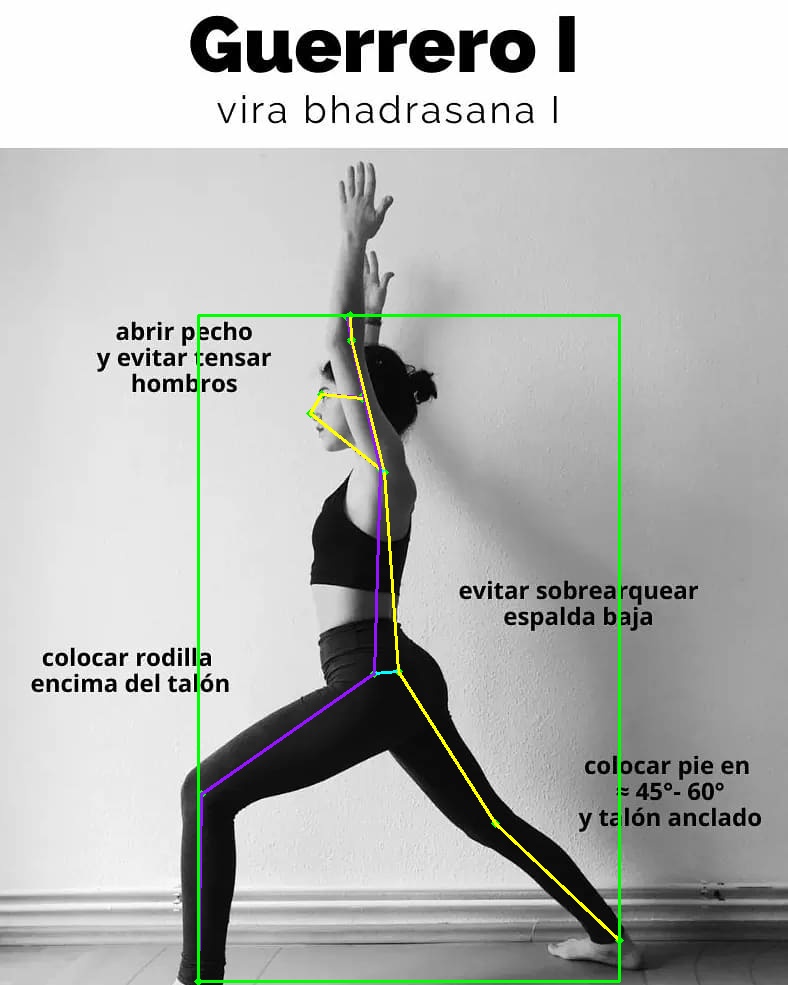 Guerrero I
vira bhadrasana I
abrir pecho
y evitar tensar
hombros
evitar sobrearquear
espalda baja
colocar rodilla
encima del talón
colocar pie en
≈ 45°- 60°
y talón anclado